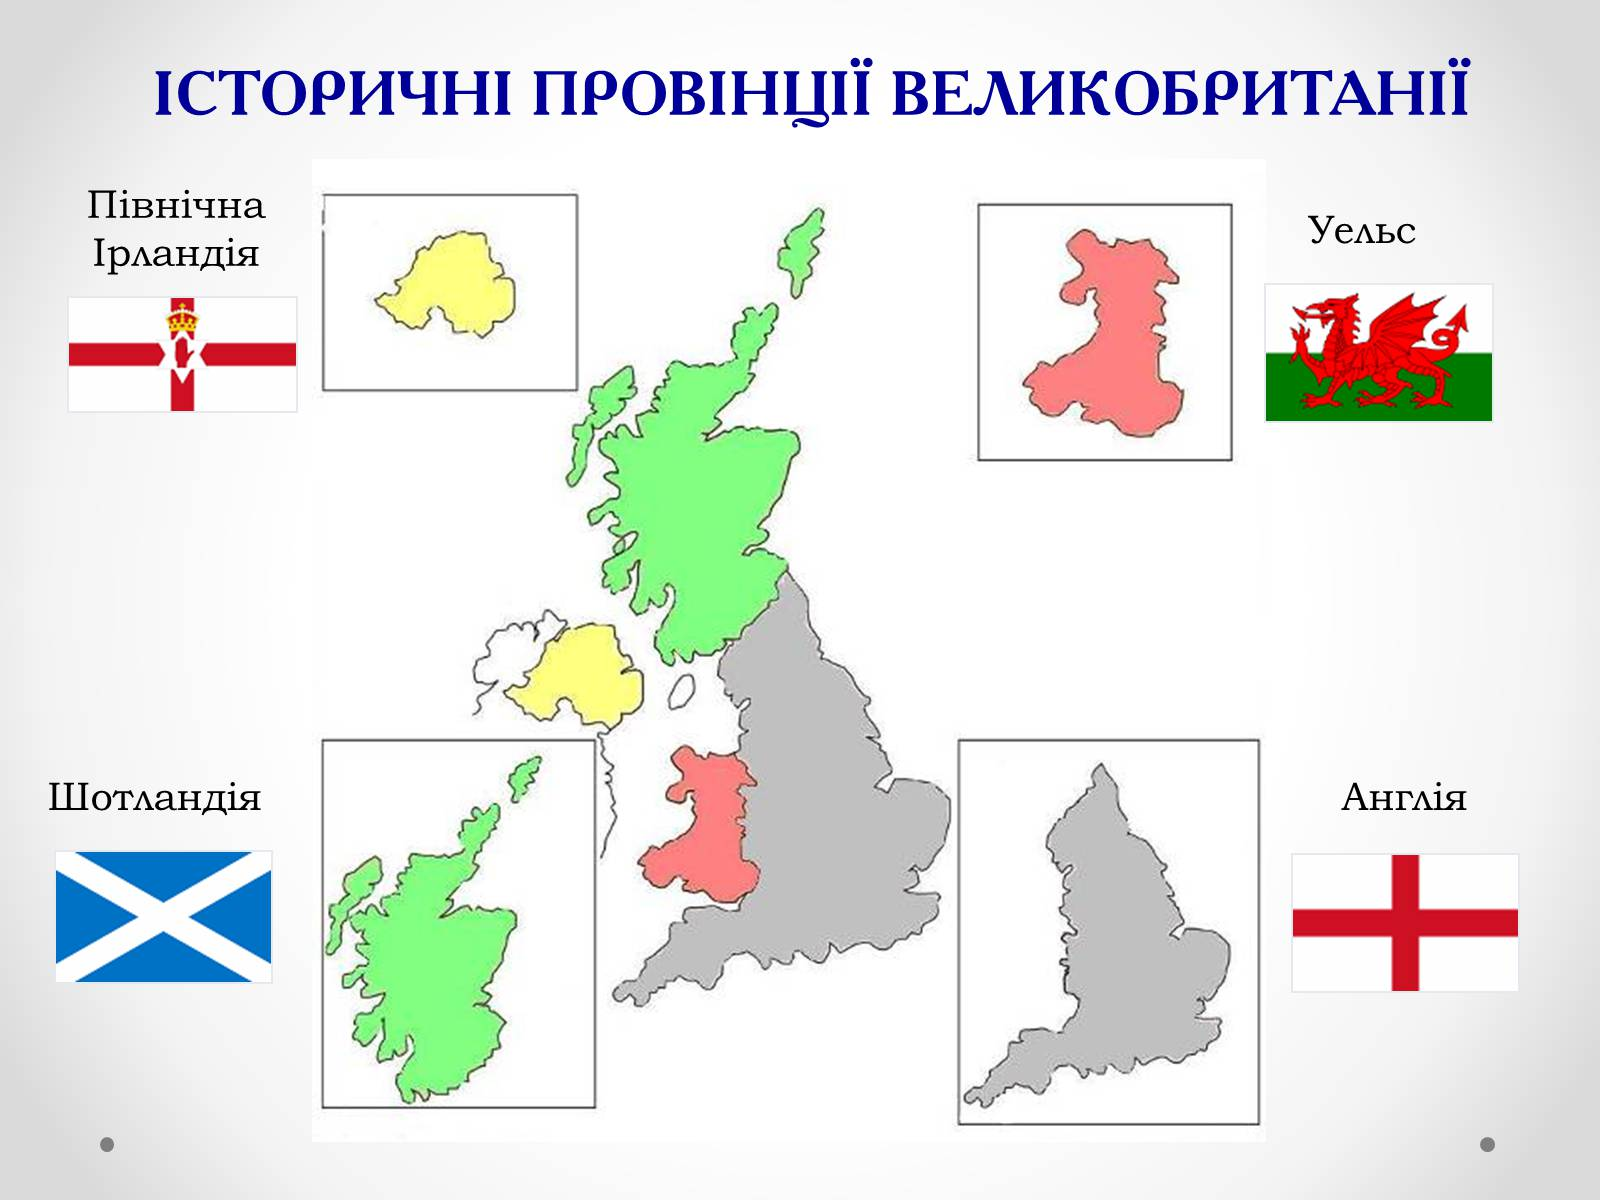 ІСТОРИЧНІ ПРОВІНЦІЇ ВЕЛИКОБРИТАНІЇ
Північна
Ірландія
Уельс
Шотландія
Англія